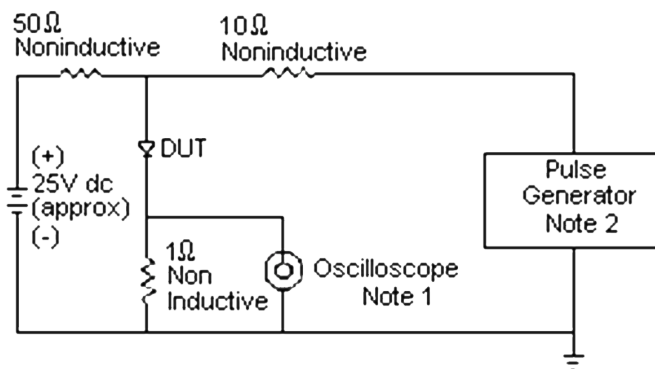 50Ω
Noninductive
10Ω
Noninductive
DUT
(+)
25V dc
(approx)
(-)
1Ω
Non
Inductive
Oscilloscope
Note 1
Pulse
Generator
Note 2